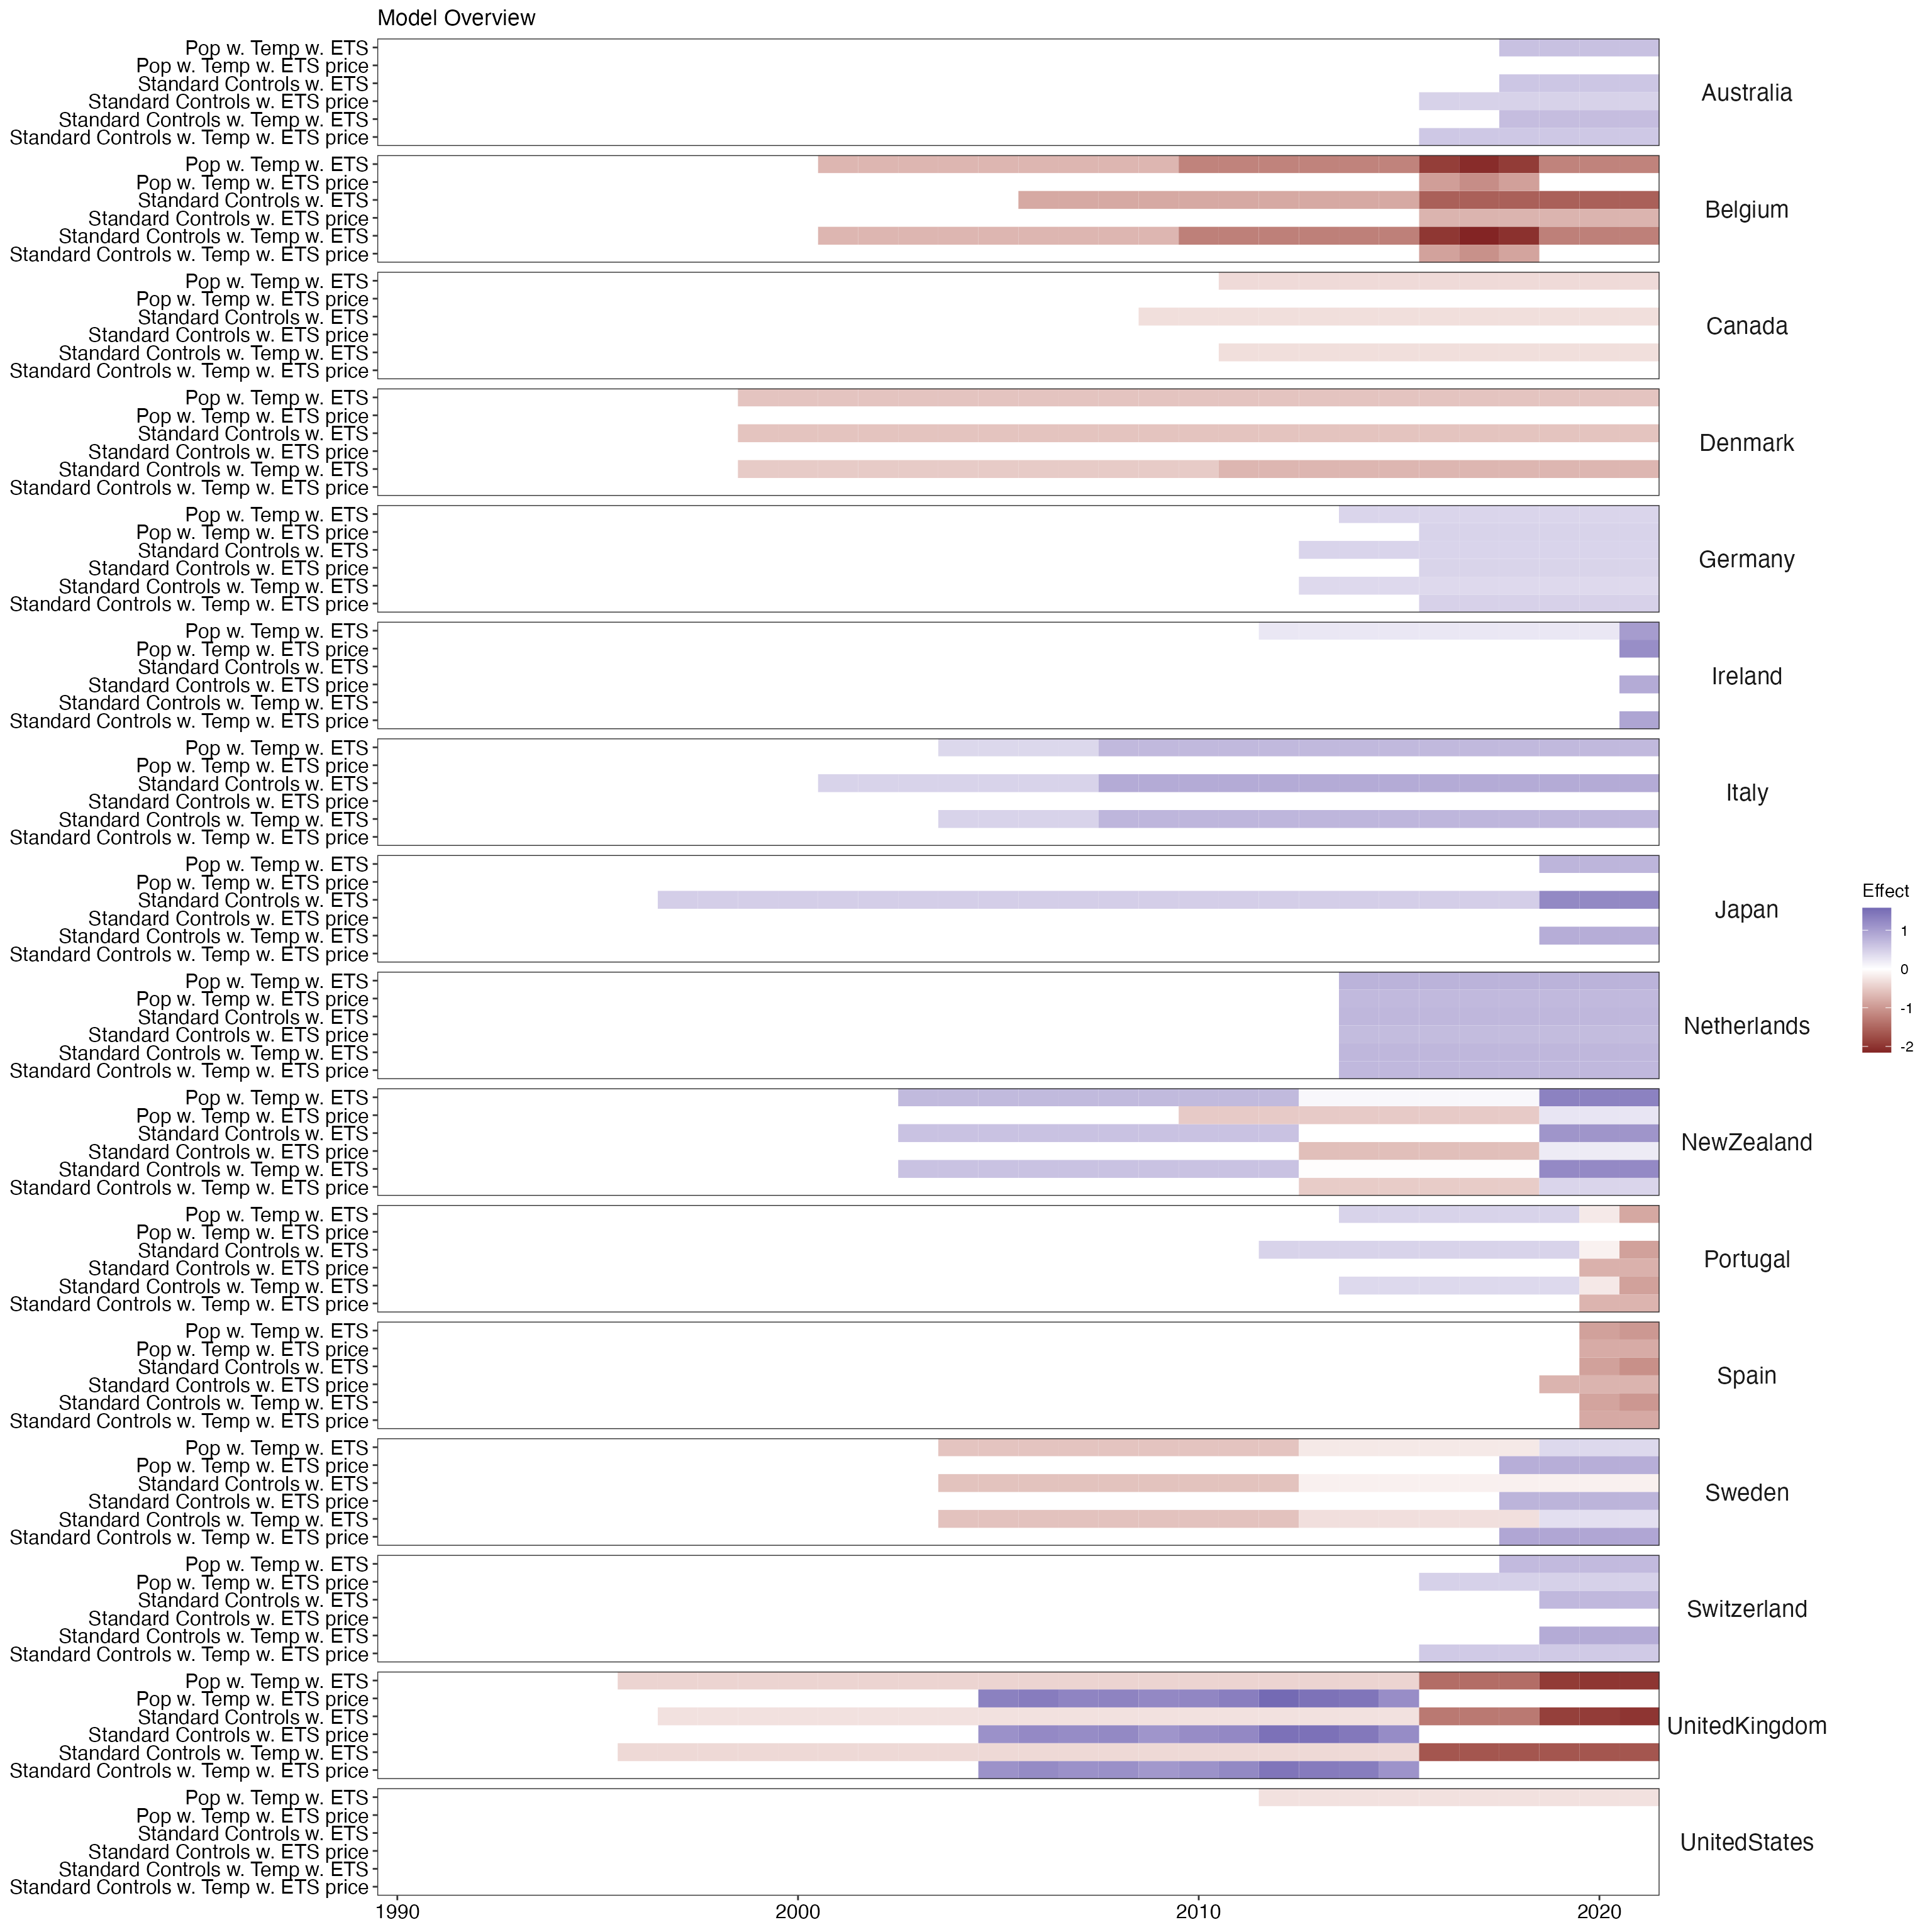 Model Overview
Pop w. Temp w. ETS
Pop w. Temp w. ETS price
Standard Controls w. ETS
Standard Controls w. ETS price
Standard Controls w. Temp w. ETS
Standard Controls w. Temp w. ETS price
Australia
Pop w. Temp w. ETS
Pop w. Temp w. ETS price
Standard Controls w. ETS
Standard Controls w. ETS price
Standard Controls w. Temp w. ETS
Standard Controls w. Temp w. ETS price
Belgium
Pop w. Temp w. ETS
Pop w. Temp w. ETS price
Standard Controls w. ETS
Standard Controls w. ETS price
Standard Controls w. Temp w. ETS
Standard Controls w. Temp w. ETS price
Canada
Pop w. Temp w. ETS
Pop w. Temp w. ETS price
Standard Controls w. ETS
Standard Controls w. ETS price
Standard Controls w. Temp w. ETS
Standard Controls w. Temp w. ETS price
Denmark
Pop w. Temp w. ETS
Pop w. Temp w. ETS price
Standard Controls w. ETS
Standard Controls w. ETS price
Standard Controls w. Temp w. ETS
Standard Controls w. Temp w. ETS price
Germany
Pop w. Temp w. ETS
Pop w. Temp w. ETS price
Standard Controls w. ETS
Standard Controls w. ETS price
Standard Controls w. Temp w. ETS
Standard Controls w. Temp w. ETS price
Ireland
Pop w. Temp w. ETS
Pop w. Temp w. ETS price
Standard Controls w. ETS
Standard Controls w. ETS price
Standard Controls w. Temp w. ETS
Standard Controls w. Temp w. ETS price
Italy
Pop w. Temp w. ETS
Pop w. Temp w. ETS price
Standard Controls w. ETS
Standard Controls w. ETS price
Standard Controls w. Temp w. ETS
Standard Controls w. Temp w. ETS price
Japan
Pop w. Temp w. ETS
Pop w. Temp w. ETS price
Standard Controls w. ETS
Standard Controls w. ETS price
Standard Controls w. Temp w. ETS
Standard Controls w. Temp w. ETS price
Netherlands
Pop w. Temp w. ETS
Pop w. Temp w. ETS price
Standard Controls w. ETS
Standard Controls w. ETS price
Standard Controls w. Temp w. ETS
Standard Controls w. Temp w. ETS price
NewZealand
Pop w. Temp w. ETS
Pop w. Temp w. ETS price
Standard Controls w. ETS
Standard Controls w. ETS price
Standard Controls w. Temp w. ETS
Standard Controls w. Temp w. ETS price
Portugal
Pop w. Temp w. ETS
Pop w. Temp w. ETS price
Standard Controls w. ETS
Standard Controls w. ETS price
Standard Controls w. Temp w. ETS
Standard Controls w. Temp w. ETS price
Spain
Pop w. Temp w. ETS
Pop w. Temp w. ETS price
Standard Controls w. ETS
Standard Controls w. ETS price
Standard Controls w. Temp w. ETS
Standard Controls w. Temp w. ETS price
Sweden
Pop w. Temp w. ETS
Pop w. Temp w. ETS price
Standard Controls w. ETS
Standard Controls w. ETS price
Standard Controls w. Temp w. ETS
Standard Controls w. Temp w. ETS price
Switzerland
Pop w. Temp w. ETS
Pop w. Temp w. ETS price
Standard Controls w. ETS
Standard Controls w. ETS price
Standard Controls w. Temp w. ETS
Standard Controls w. Temp w. ETS price
UnitedKingdom
Pop w. Temp w. ETS
Pop w. Temp w. ETS price
Standard Controls w. ETS
Standard Controls w. ETS price
Standard Controls w. Temp w. ETS
Standard Controls w. Temp w. ETS price
UnitedStates
1990 2000 2010 2020
Effect
1
0
-1
-2